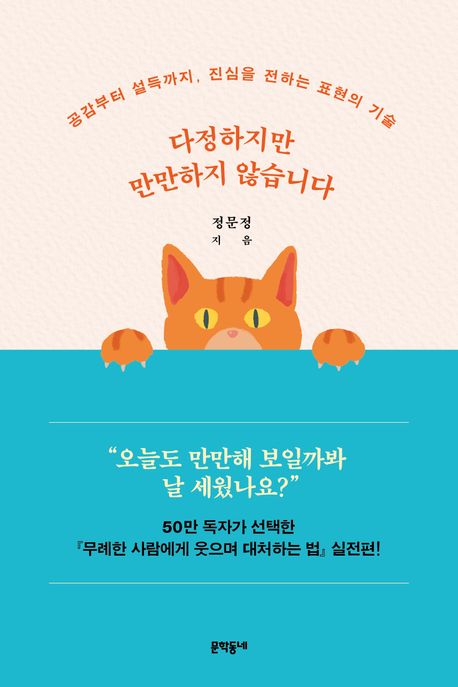 공감부터 설득까지, 진심을 전하는 표현의 기술
다정하지만
만만하지 않습니다
정문정
지음
“오늘도 만만해 보일까봐
날 세웠나요?”
50만 독자가 선택한
『무례한 사람에게 웃으며 대처하는 법』 실전편!
문학동네